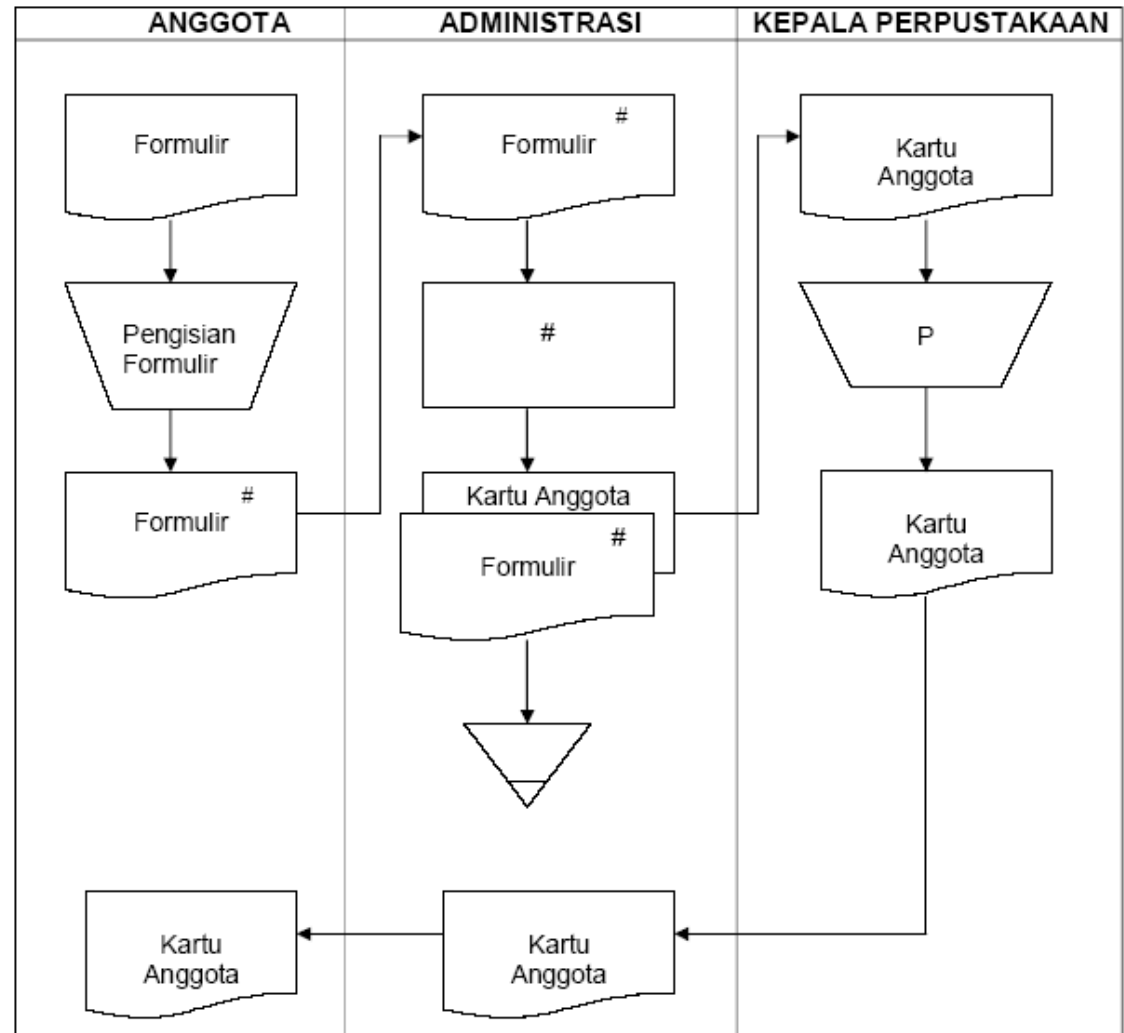 ANGGOTA
ADMINISTRASI
KEPALA PERPUSTAKAAN
Formulir
Pengisian
Formulir
#
Formulir
#
Formulir
#
Kartu Anggota
#
Formulir
Kartu
Anggota
P
Kartu
Anggota
Kartu
Anggota
Kartu
Anggota